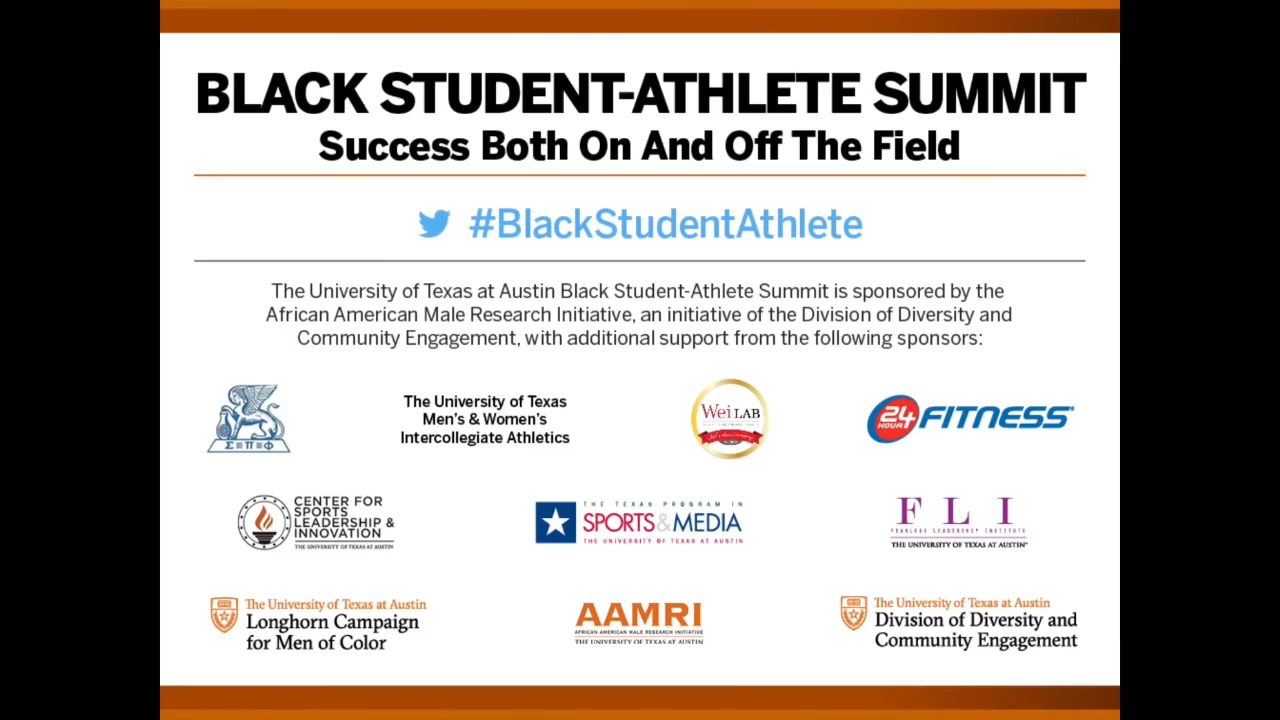 BLACK STUDENT-ATHLETE SUMMIT
Success Both On And Off The Field
#BlackStudentAthlete
The University of Texas at Austin Black Student-Athlete Summit is sponsored by the
African American Male Research Initiative, an initiative of the Division of Diversity and
Community Engagement, with additional support from the following sponsors:
ΣΠΦ
The University of Texas
Men's & Women's
Intercollegiate Athletics
Wei LAB
24
HOUR
FITNESS
CENTER FOR
SPORTS
LEADERSHIP &
INNOVATION
THE UNIVERSITY OF TEXAS AT AUSTIN
THE TEXAS PROGRAM IN
SPORTS&MEDIA
THE UNIVERSITY OF TEXAS AT AUSTIN
FLI
FEARLESS LEADERSHIP INSTITUTE
THE UNIVERSITY OF TEXAS AT AUSTIN
The University of Texas at Austin
Longhorn Campaign
for Men of Color
AAMRI
AFRICAN AMERICAN MALE RESEARCH INITIATIVE
THE UNIVERSITY OF TEXAS AT AUSTIN
The University of Texas at Austin
Division of Diversity and
Community Engagement